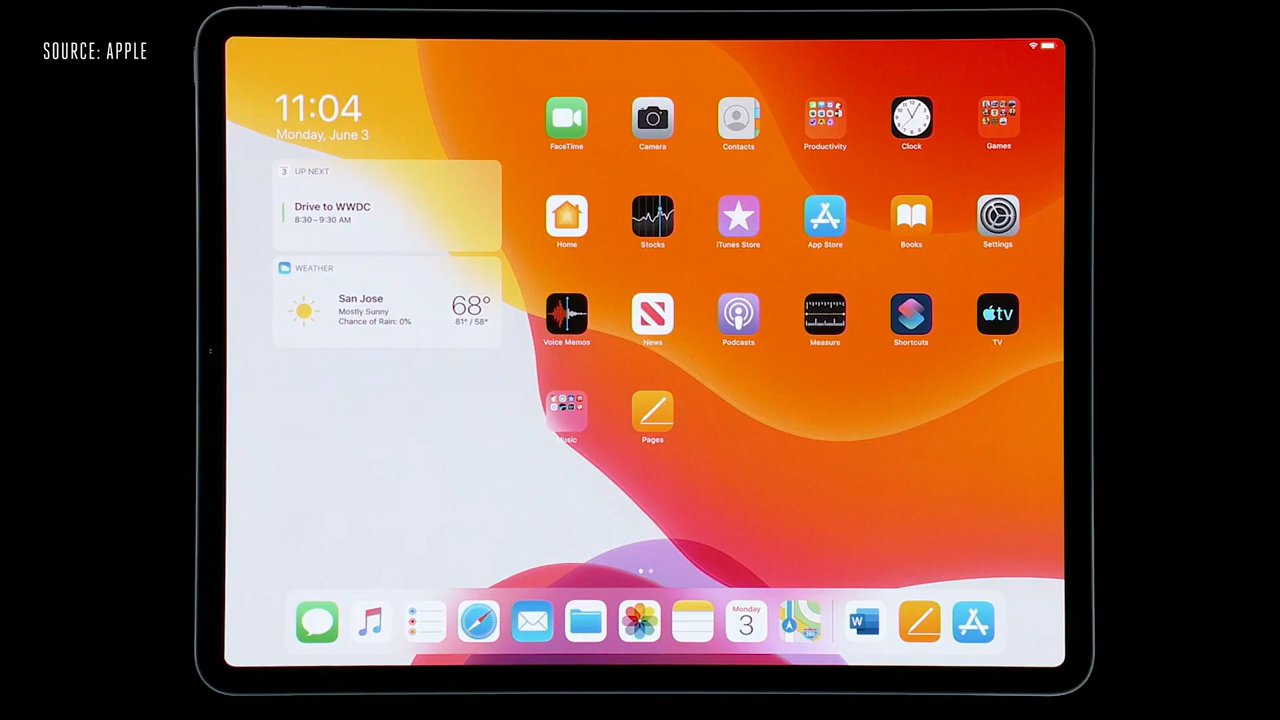 SOURCE: APPLE
11:04
Monday, June 3
3 UP NEXT
Drive to WWDC
8:30 – 9:30 AM
WEATHER
San Jose
Mostly Sunny
Chance of Rain: 0%
68°
81° / 58°
FaceTime
Camera
Contacts
Productivity
Clock
Games
Home
Stocks
iTunes Store
App Store
Books
Settings
Voice Memos
News
Podcasts
Measure
Shortcuts
tv
TV
Music
Pages
Monday
3
W